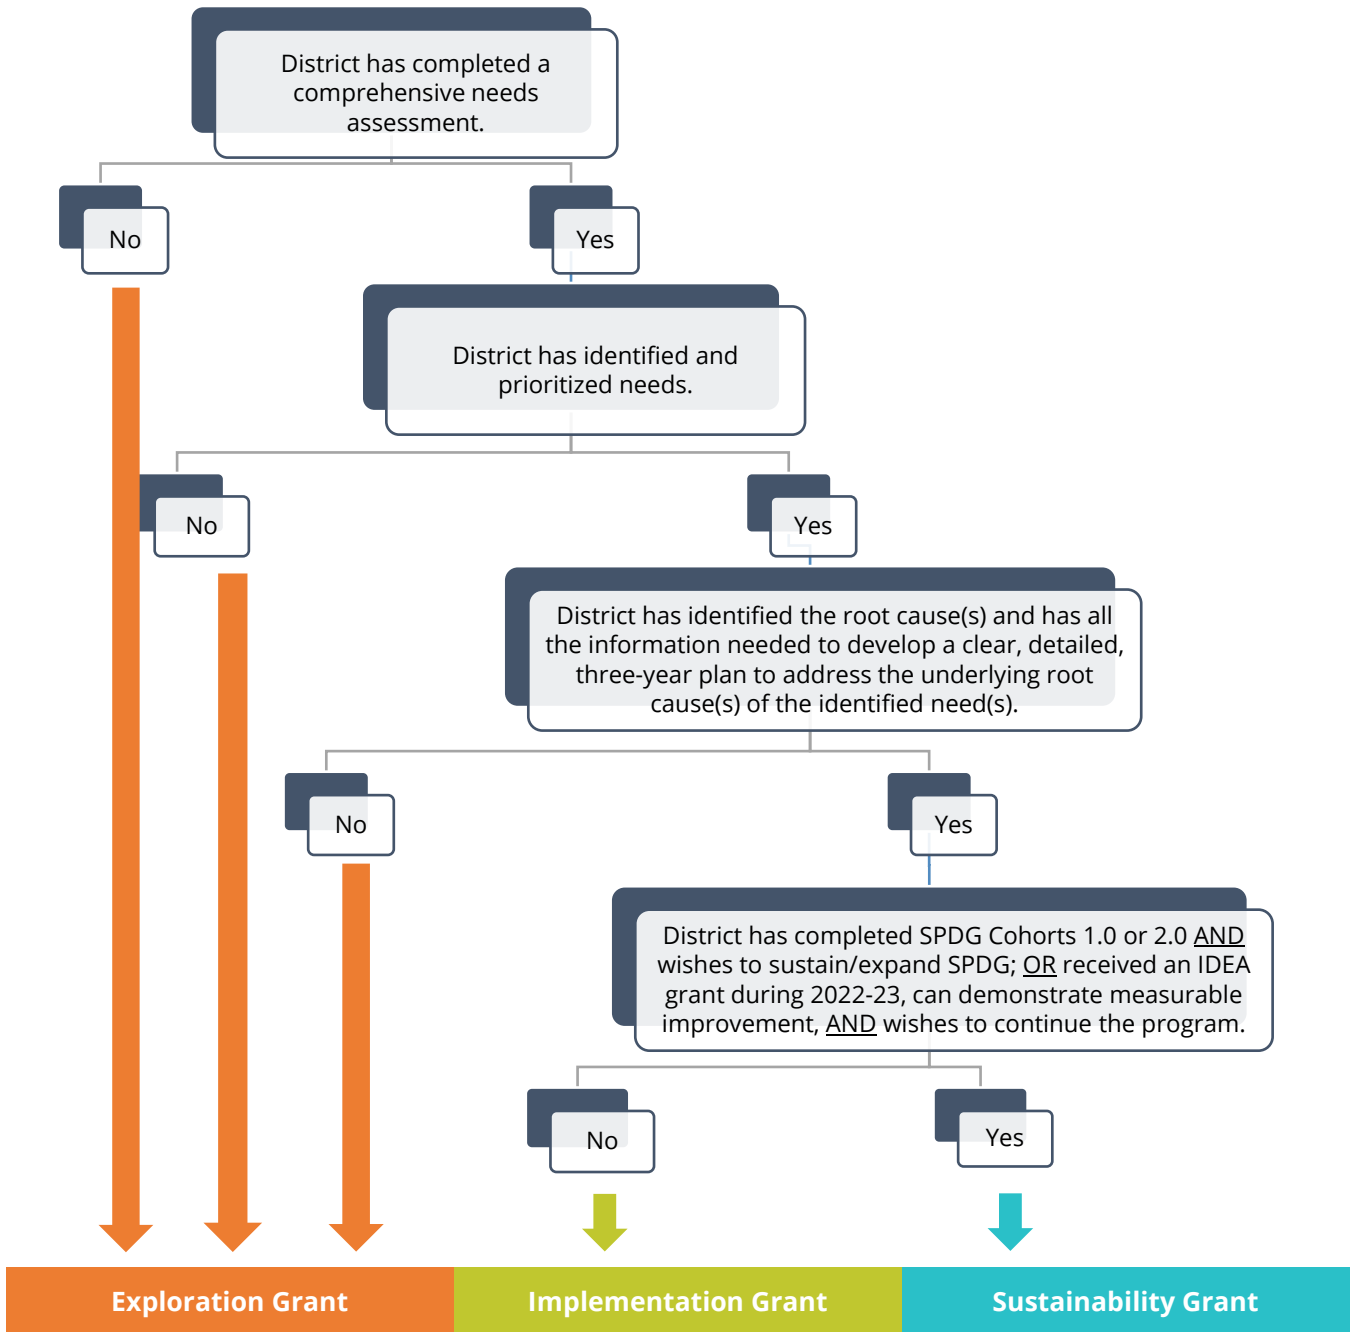 District has completed a
comprehensive needs
assessment.
No
Yes
District has identified and
prioritized needs.
No
Yes
District has identified the root cause(s) and has all
the information needed to develop a clear, detailed,
three-year plan to address the underlying root
cause(s) of the identified need(s).
No
Yes
District has completed SPDG Cohorts 1.0 or 2.0 AND
wishes to sustain/expand SPDG; OR received an IDEA
grant during 2022-23, can demonstrate measurable
improvement, AND wishes to continue the program.
No
Yes
Exploration Grant
Implementation Grant
Sustainability Grant